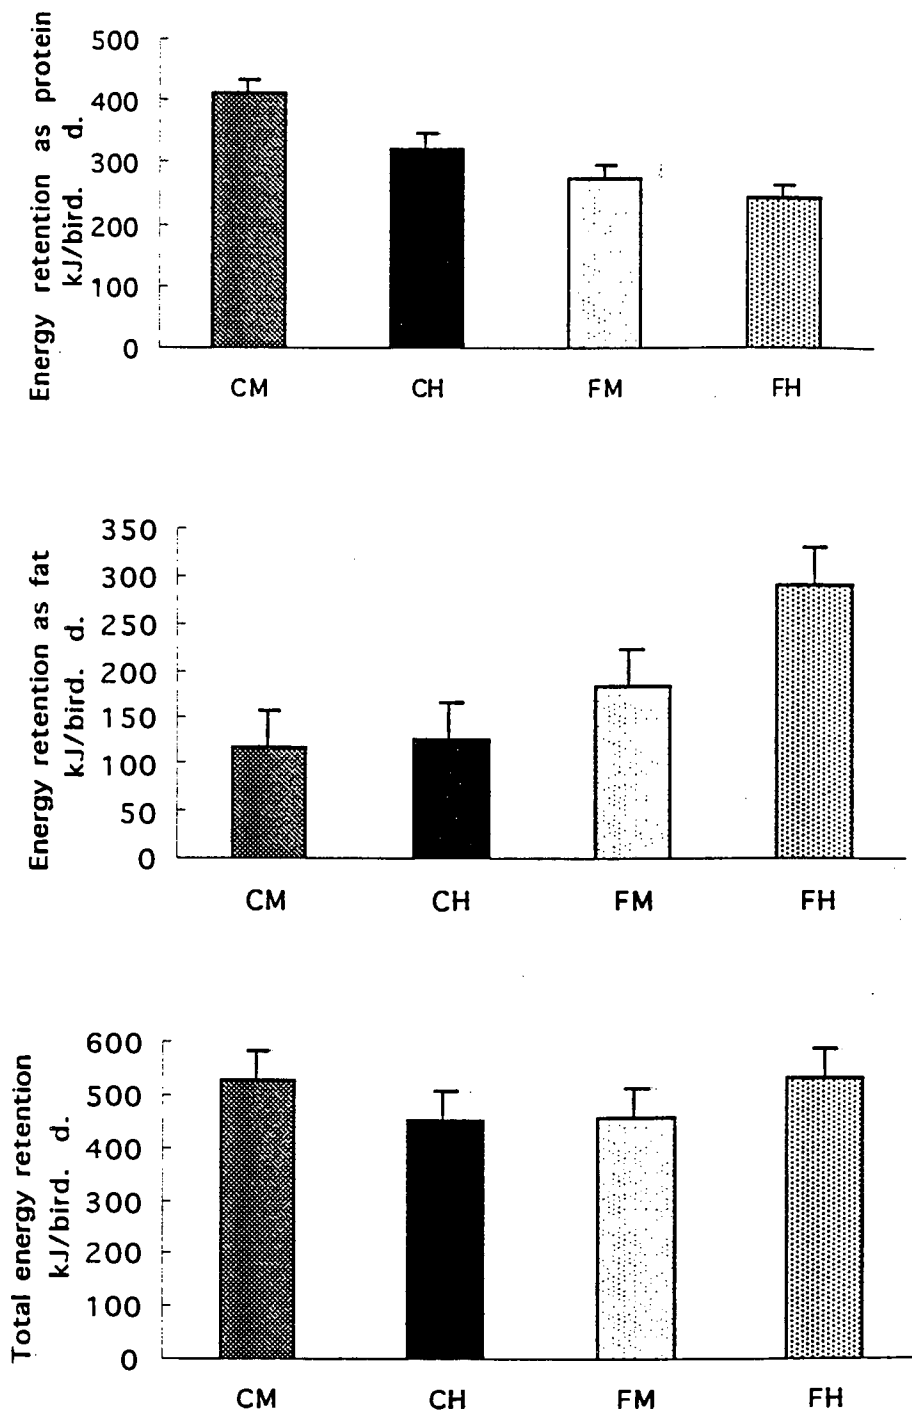 Energy retention as protein
kJ/bird. d.
500
400
300
200
100
0
CM CH FM FH
Energy retention as fat
kJ/bird. d.
350
300
250
200
150
100
50
0
CM CH FM FH
Total energy retention
kJ/bird. d.
600
500
400
300
200
100
0
CM CH FM FH